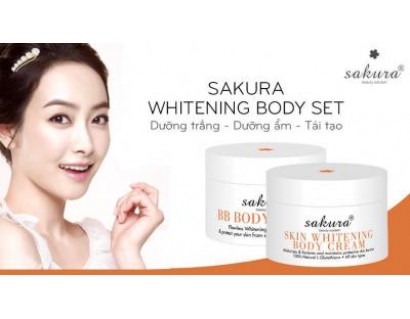 sakura®
SAKURA
WHITENING BODY SET
Dưỡng trắng - Dưỡng ẩm - Tái tạo
sakura
BB BODY
sakura®
SKIN WHITENING
BODY CREAM